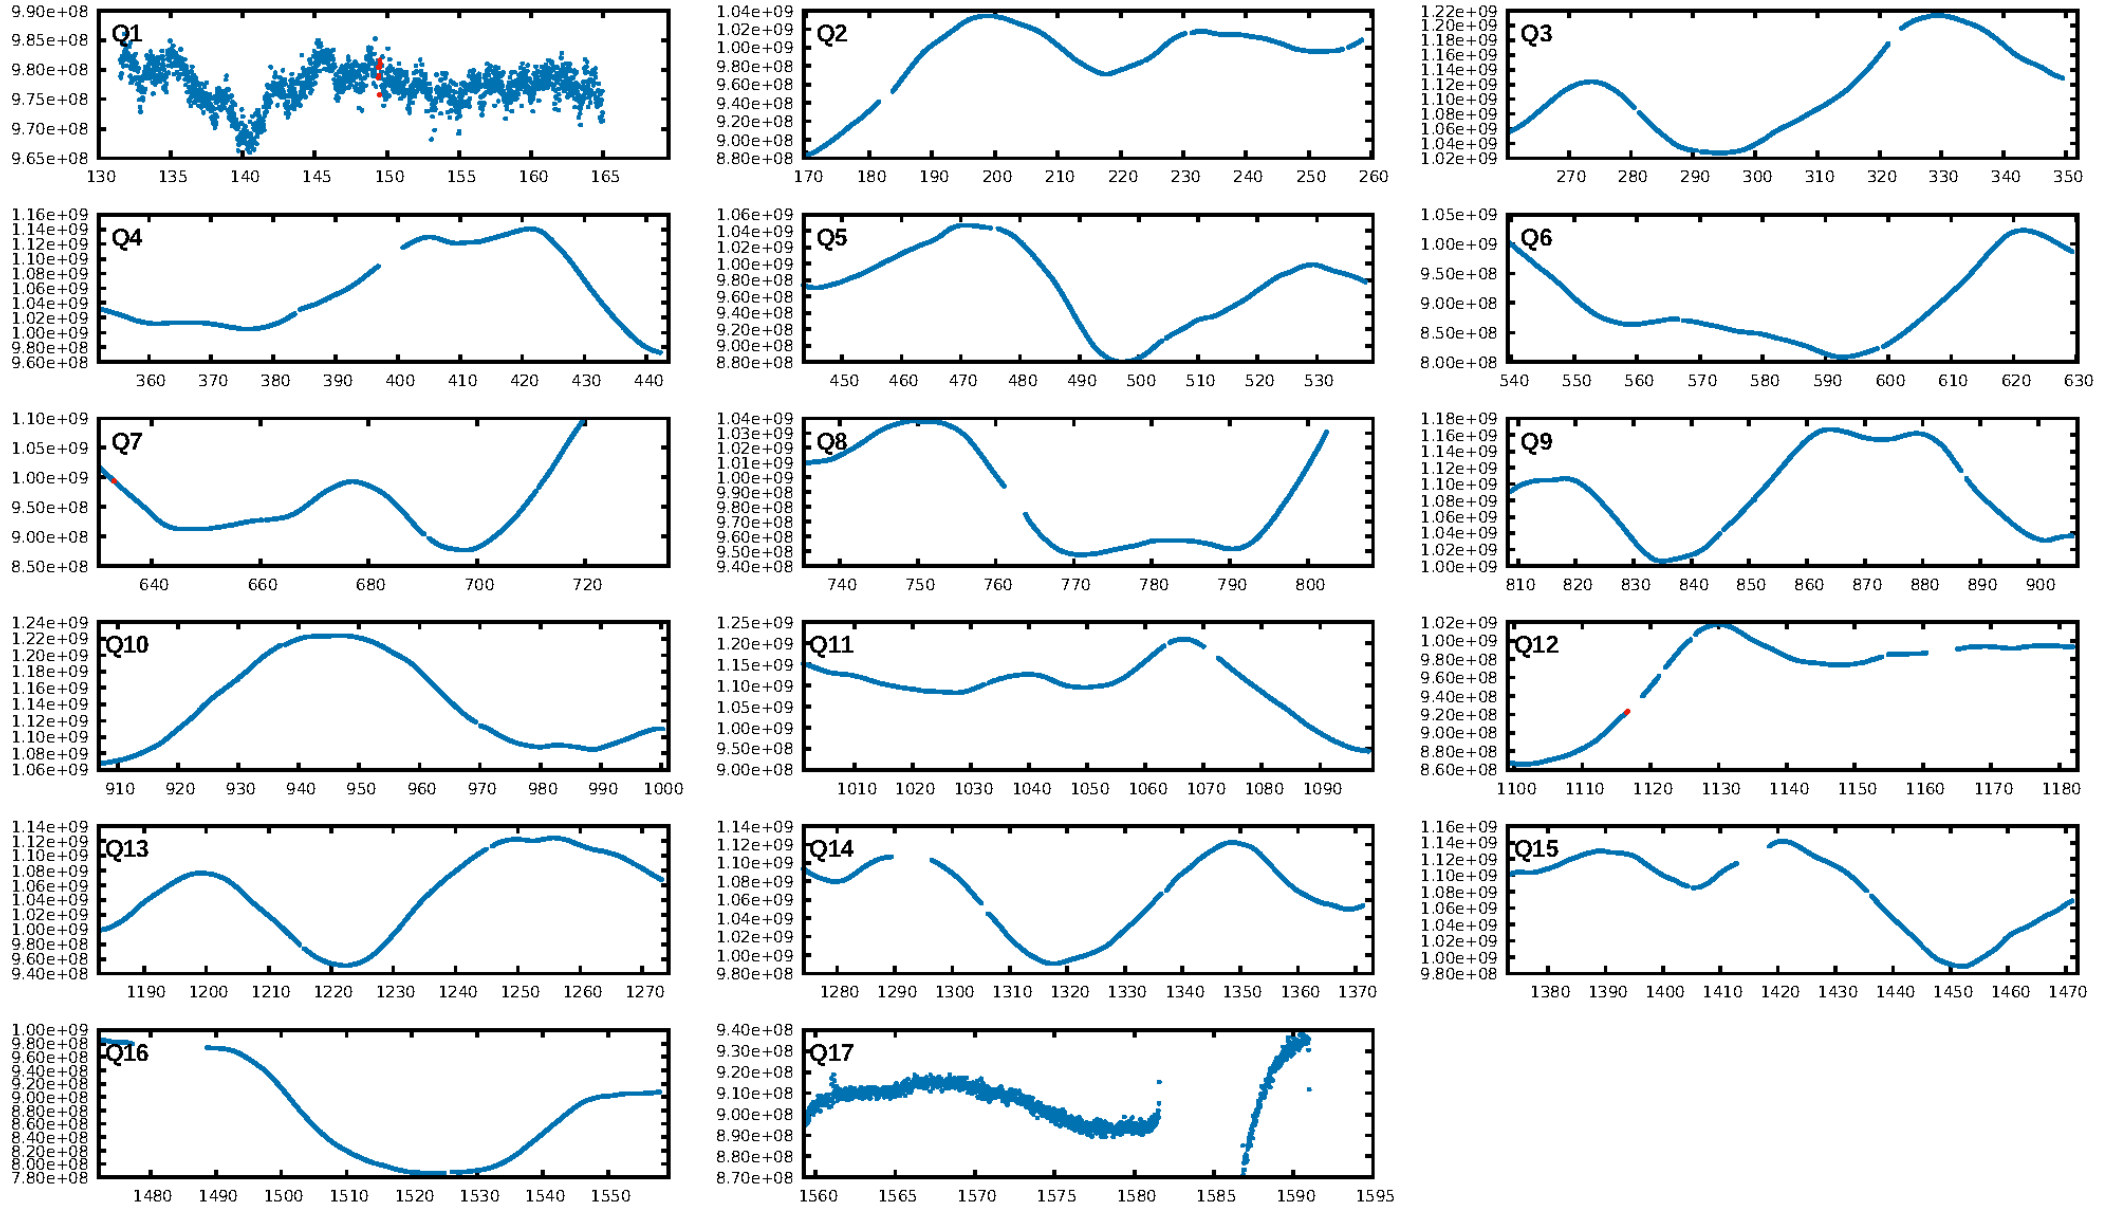 9.90e+08 9.85e+08 9.80e+08 9.75e+08 9.70e+08 9.65e+08
Q1
130 135 140 145 150 155 160 165
1.04e+09 1.02e+09 1.00e+09 9.80e+08 9.60e+08 9.40e+08 9.20e+08 9.00e+08 8.80e+08
Q2
170 180 190 200 210 220 230 240 250 260
1.22e+09 1.20e+09 1.18e+09 1.16e+09 1.14e+09 1.12e+09 1.10e+09 1.08e+09 1.06e+09 1.04e+09 1.02e+09
Q3
270 280 290 300 310 320 330 340 350
1.16e+09 1.14e+09 1.12e+09 1.10e+09 1.08e+09 1.06e+09 1.04e+09 1.02e+09 1.00e+09 9.80e+08 9.60e+08
Q4
360 370 380 390 400 410 420 430 440
1.06e+09 1.04e+09 1.02e+09 1.00e+09 9.80e+08 9.60e+08 9.40e+08 9.20e+08 9.00e+08 8.80e+08
Q5
450 460 470 480 490 500 510 520 530
1.05e+09 1.00e+09 9.50e+08 9.00e+08 8.50e+08 8.00e+08
Q6
540 550 560 570 580 590 600 610 620 630
1.10e+09 1.05e+09 1.00e+09 9.50e+08 9.00e+08 8.50e+08
Q7
640 660 680 700 720
1.04e+09 1.03e+09 1.02e+09 1.01e+09 1.00e+09 9.90e+08 9.80e+08 9.70e+08 9.60e+08 9.50e+08 9.40e+08
Q8
740 750 760 770 780 790 800
1.18e+09 1.16e+09 1.14e+09 1.12e+09 1.10e+09 1.08e+09 1.06e+09 1.04e+09 1.02e+09 1.00e+09
Q9
810 820 830 840 850 860 870 880 890 900
1.24e+09 1.22e+09 1.20e+09 1.18e+09 1.16e+09 1.14e+09 1.12e+09 1.10e+09 1.08e+09 1.06e+09
Q10
910 920 930 940 950 960 970 980 990 1000
1.25e+09 1.20e+09 1.15e+09 1.10e+09 1.05e+09 1.00e+09 9.50e+08 9.00e+08
Q11
1010 1020 1030 1040 1050 1060 1070 1080 1090
1.02e+09 1.00e+09 9.80e+08 9.60e+08 9.40e+08 9.20e+08 9.00e+08 8.80e+08 8.60e+08
Q12
1100 1110 1120 1130 1140 1150 1160 1170 1180
1.14e+09 1.12e+09 1.10e+09 1.08e+09 1.06e+09 1.04e+09 1.02e+09 1.00e+09 9.80e+08 9.60e+08 9.40e+08
Q13
1190 1200 1210 1220 1230 1240 1250 1260 1270
1.14e+09 1.12e+09 1.10e+09 1.08e+09 1.06e+09 1.04e+09 1.02e+09 1.00e+09 9.80e+08
Q14
1280 1290 1300 1310 1320 1330 1340 1350 1360 1370
1.16e+09 1.14e+09 1.12e+09 1.10e+09 1.08e+09 1.06e+09 1.04e+09 1.02e+09 1.00e+09 9.80e+08
Q15
1380 1390 1400 1410 1420 1430 1440 1450 1460 1470
1.00e+09 9.80e+08 9.60e+08 9.40e+08 9.20e+08 9.00e+08 8.80e+08 8.60e+08 8.40e+08 8.20e+08 8.00e+08 7.80e+08
Q16
1480 1490 1500 1510 1520 1530 1540 1550
9.40e+08 9.30e+08 9.20e+08 9.10e+08 9.00e+08 8.90e+08 8.80e+08 8.70e+08
Q17
1560 1565 1570 1575 1580 1585 1590 1595